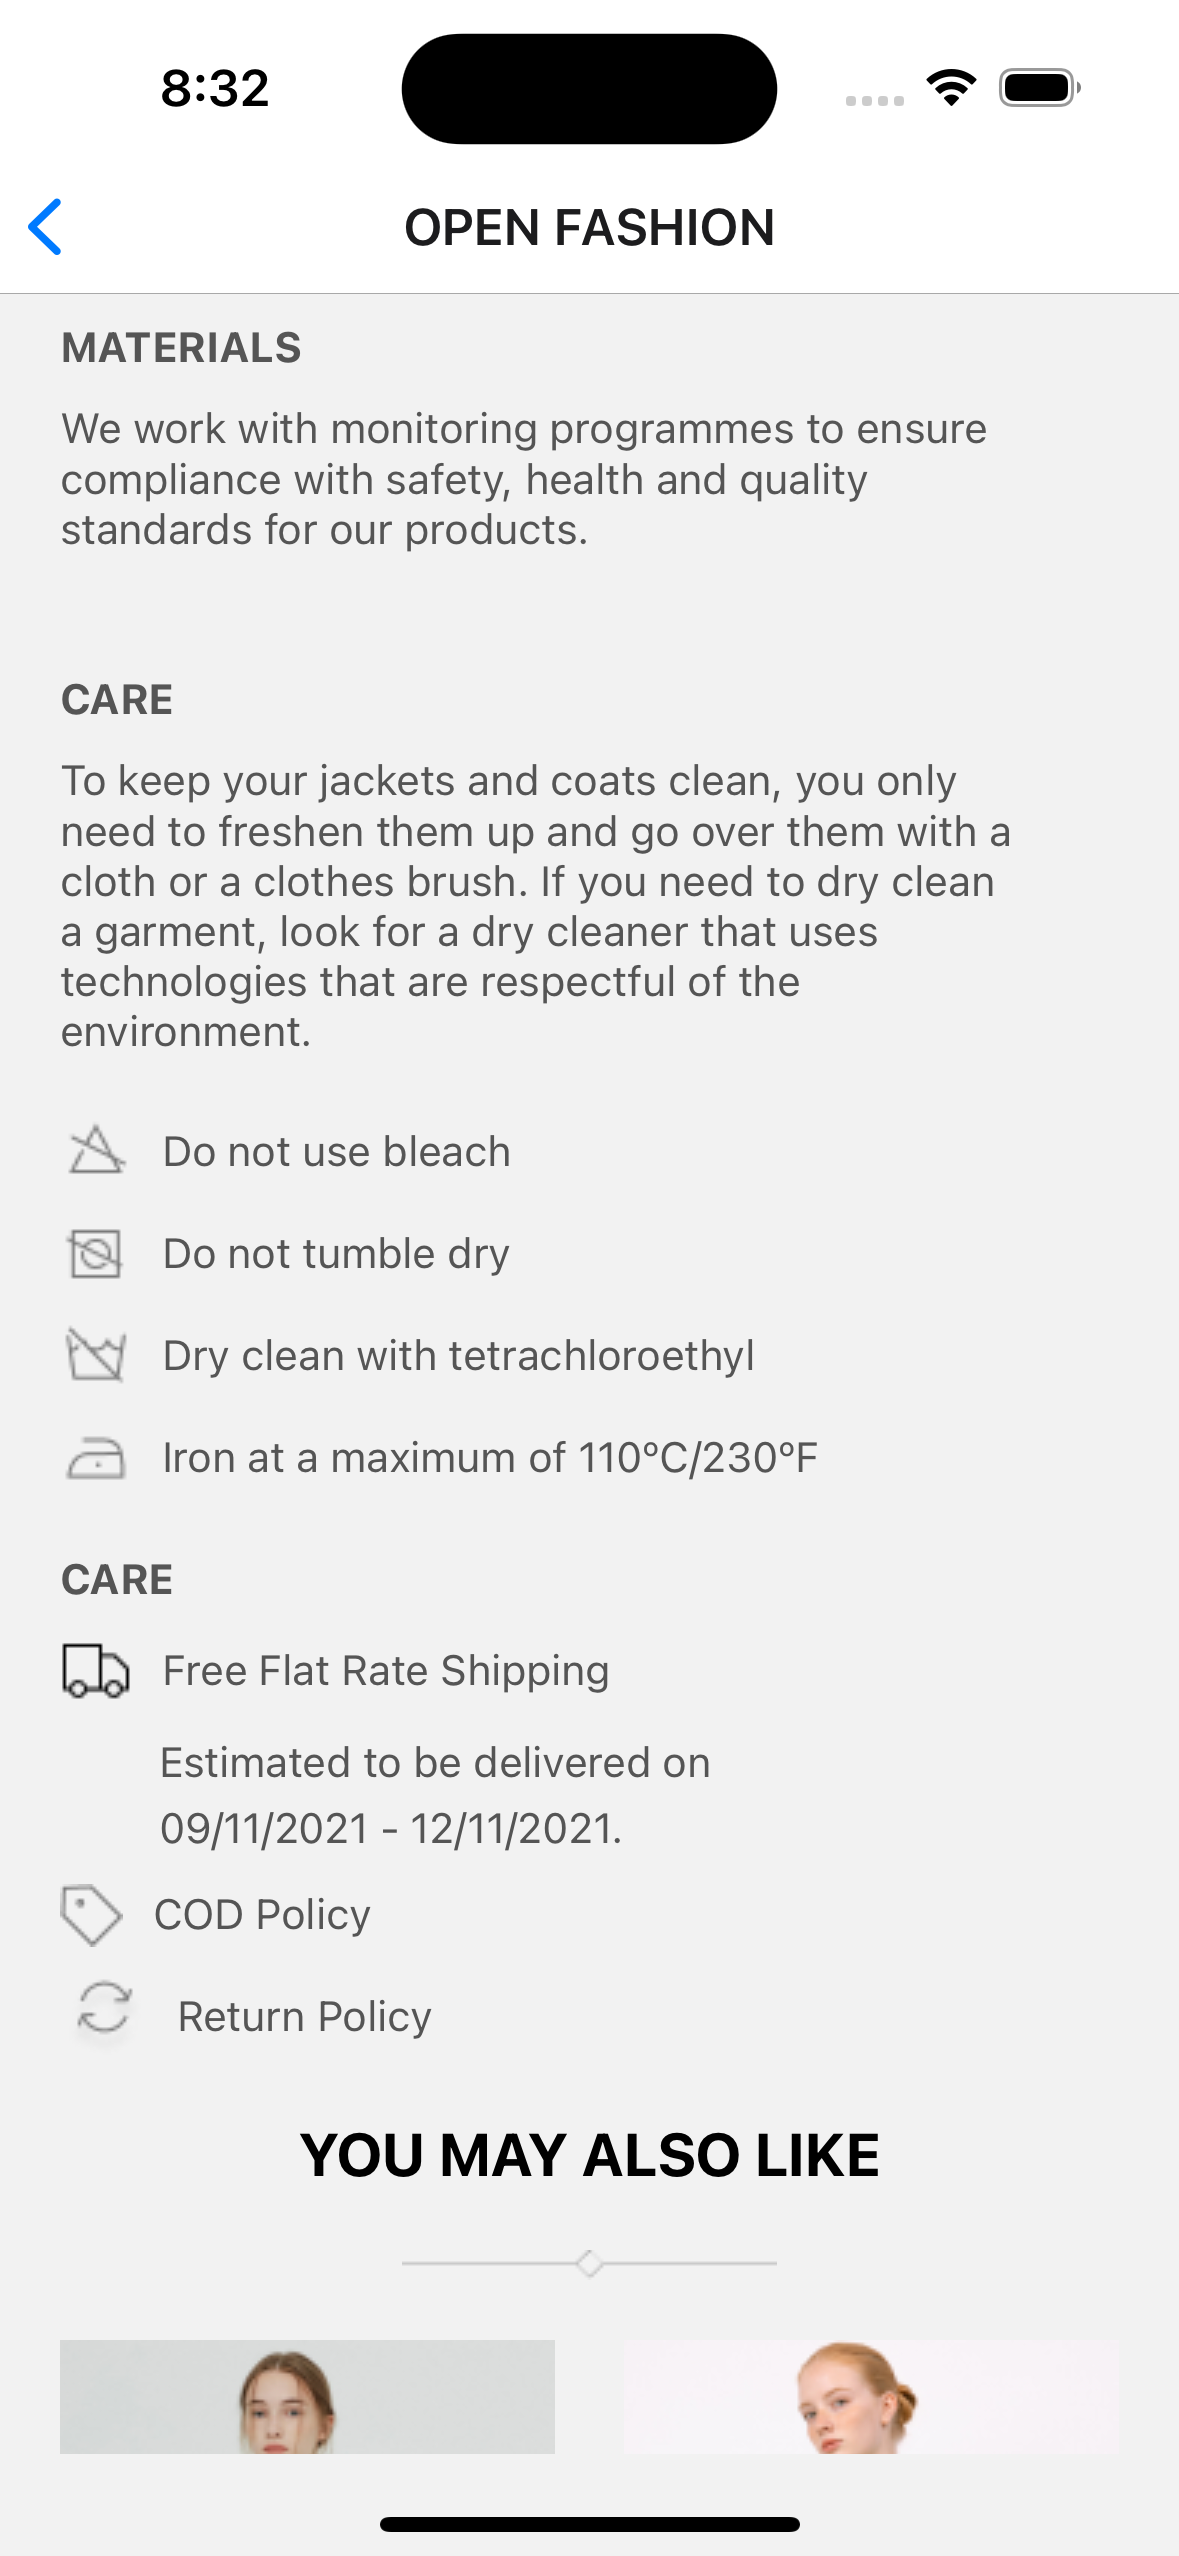 8:32
OPEN FASHION
MATERIALS
We work with monitoring programmes to ensure
compliance with safety, health and quality
standards for our products.
CARE
To keep your jackets and coats clean, you only
need to freshen them up and go over them with a
cloth or a clothes brush. If you need to dry clean
a garment, look for a dry cleaner that uses
technologies that are respectful of the
environment.
Do not use bleach
Do not tumble dry
Dry clean with tetrachloroethyl
Iron at a maximum of 110ºC/230ºF
CARE
Free Flat Rate Shipping
Estimated to be delivered on
09/11/2021 - 12/11/2021.
COD Policy
Return Policy
YOU MAY ALSO LIKE